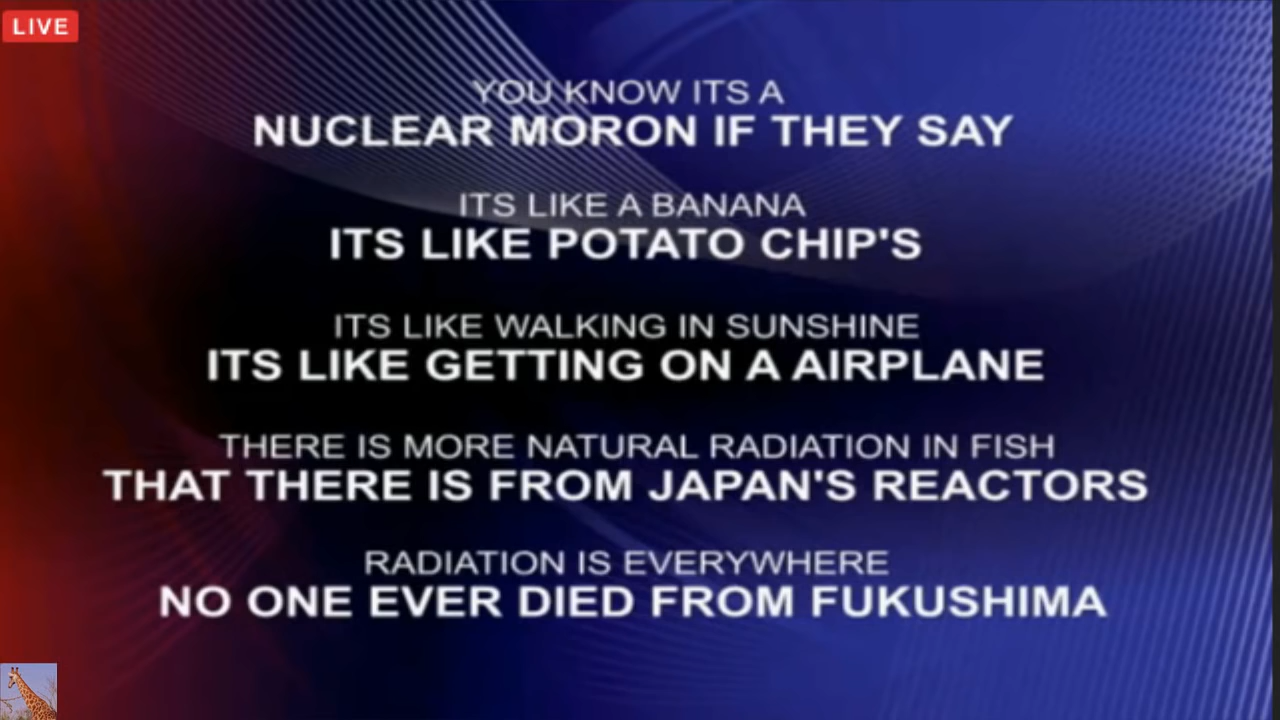 LIVE
YOU KNOW ITS A
NUCLEAR MORON IF THEY SAY
ITS LIKE A BANANA
ITS LIKE POTATO CHIP'S
ITS LIKE WALKING IN SUNSHINE
ITS LIKE GETTING ON A AIRPLANE
THERE IS MORE NATURAL RADIATION IN FISH
THAT THERE IS FROM JAPAN'S REACTORS
RADIATION IS EVERYWHERE
NO ONE EVER DIED FROM FUKUSHIMA